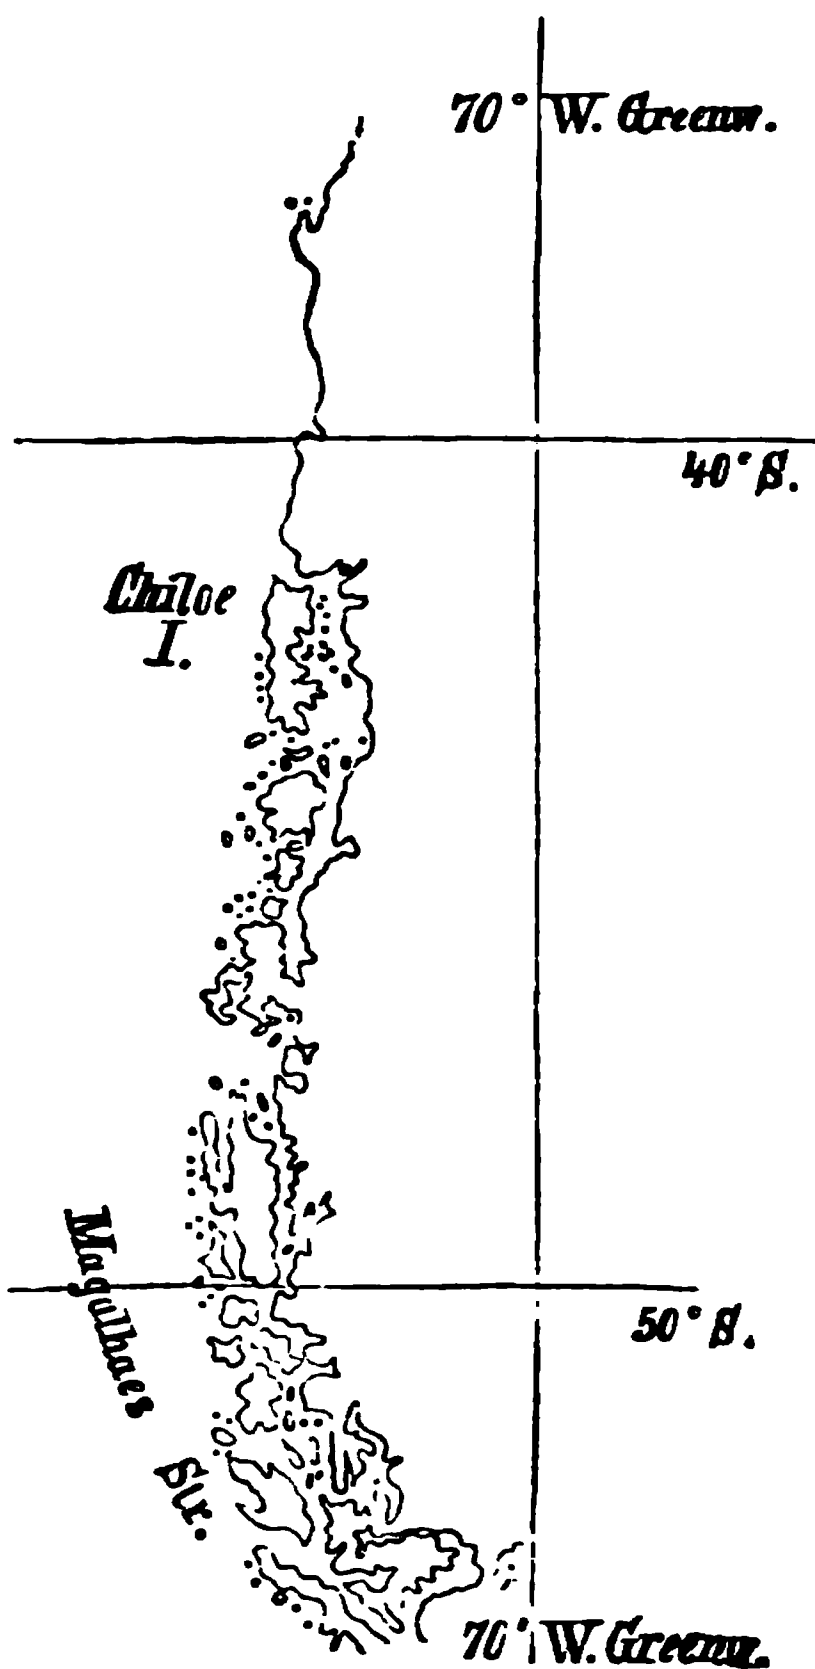 70° W. Greenw.
40° S.
Chiloe
I.
Magalhaes
Str.
50° S.
70° W. Greenw.